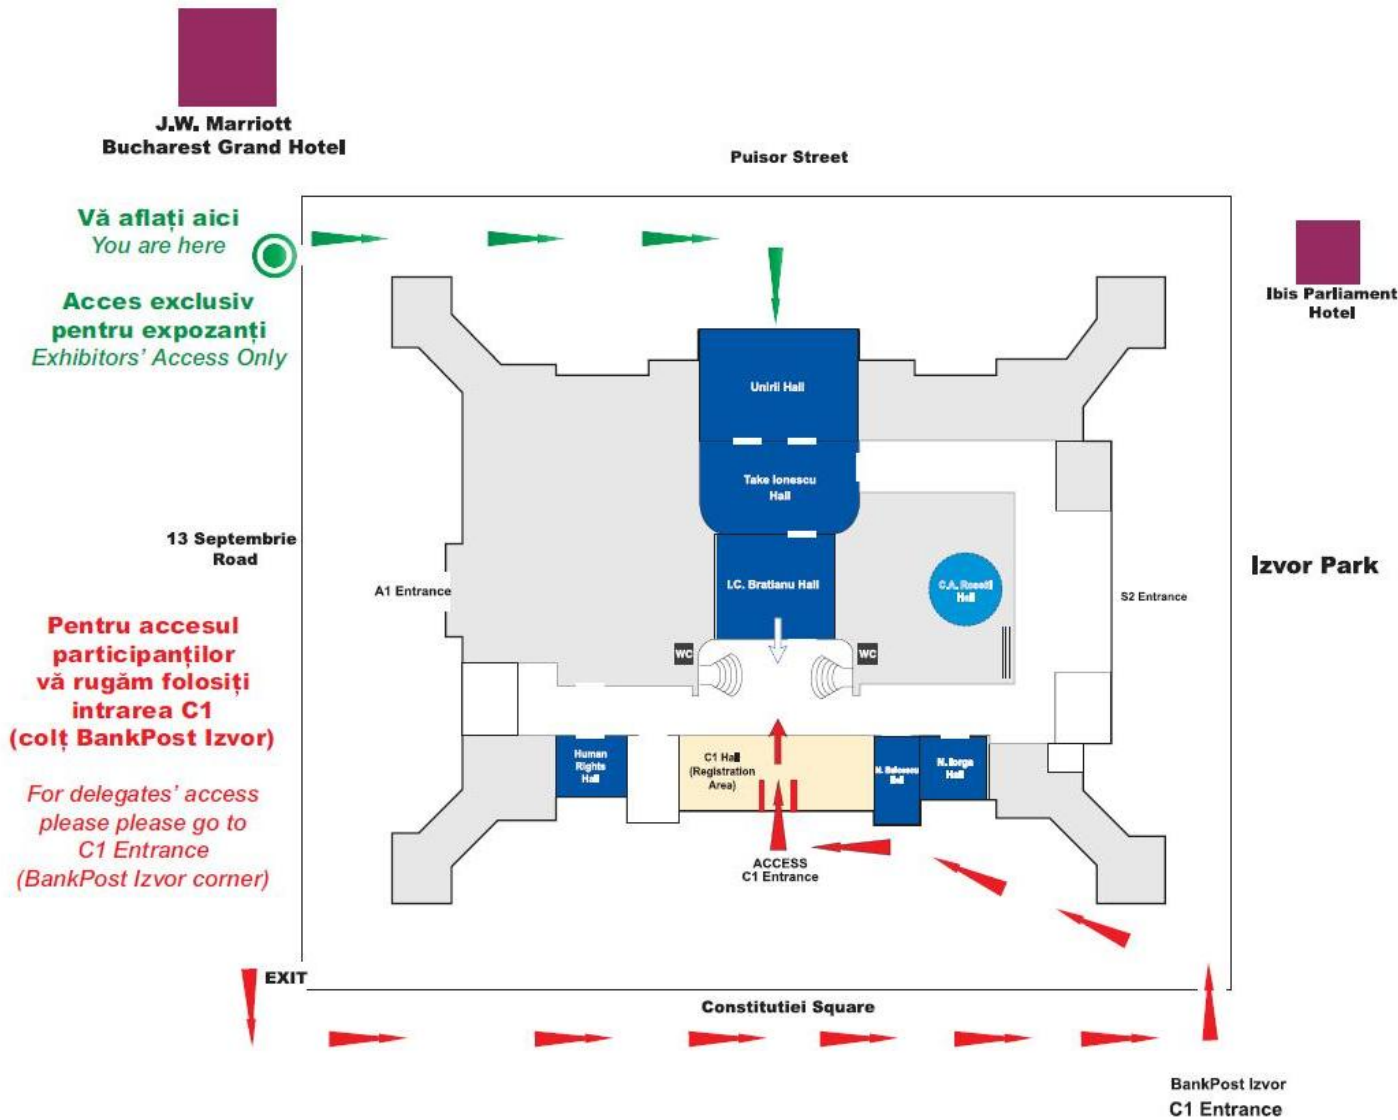 J.W. Marriott
Bucharest Grand Hotel
Puisor Street
Vă aflați aici
You are here
Acces exclusiv
pentru expozanți
Exhibitors' Access Only
Ibis Parliament
Hotel
Unirii Hall
Take Ionescu
Hall
13 Septembrie
Road
A1 Entrance
I.C. Bratianu Hall
C.A. Rosetti
Hall
S2 Entrance
Izvor Park
WC
WC
Pentru accesul
participanților
vă rugăm folosiți
intrarea C1
(colț BankPost Izvor)
For delegates' access
please please go to
C1 Entrance
(BankPost Izvor corner)
Human
Rights
Hall
C1 Hall
(Registration
Area)
N. Balcescu
Hall
N. Iorga
Hall
ACCESS
C1 Entrance
EXIT
Constitutiei Square
BankPost Izvor
C1 Entrance